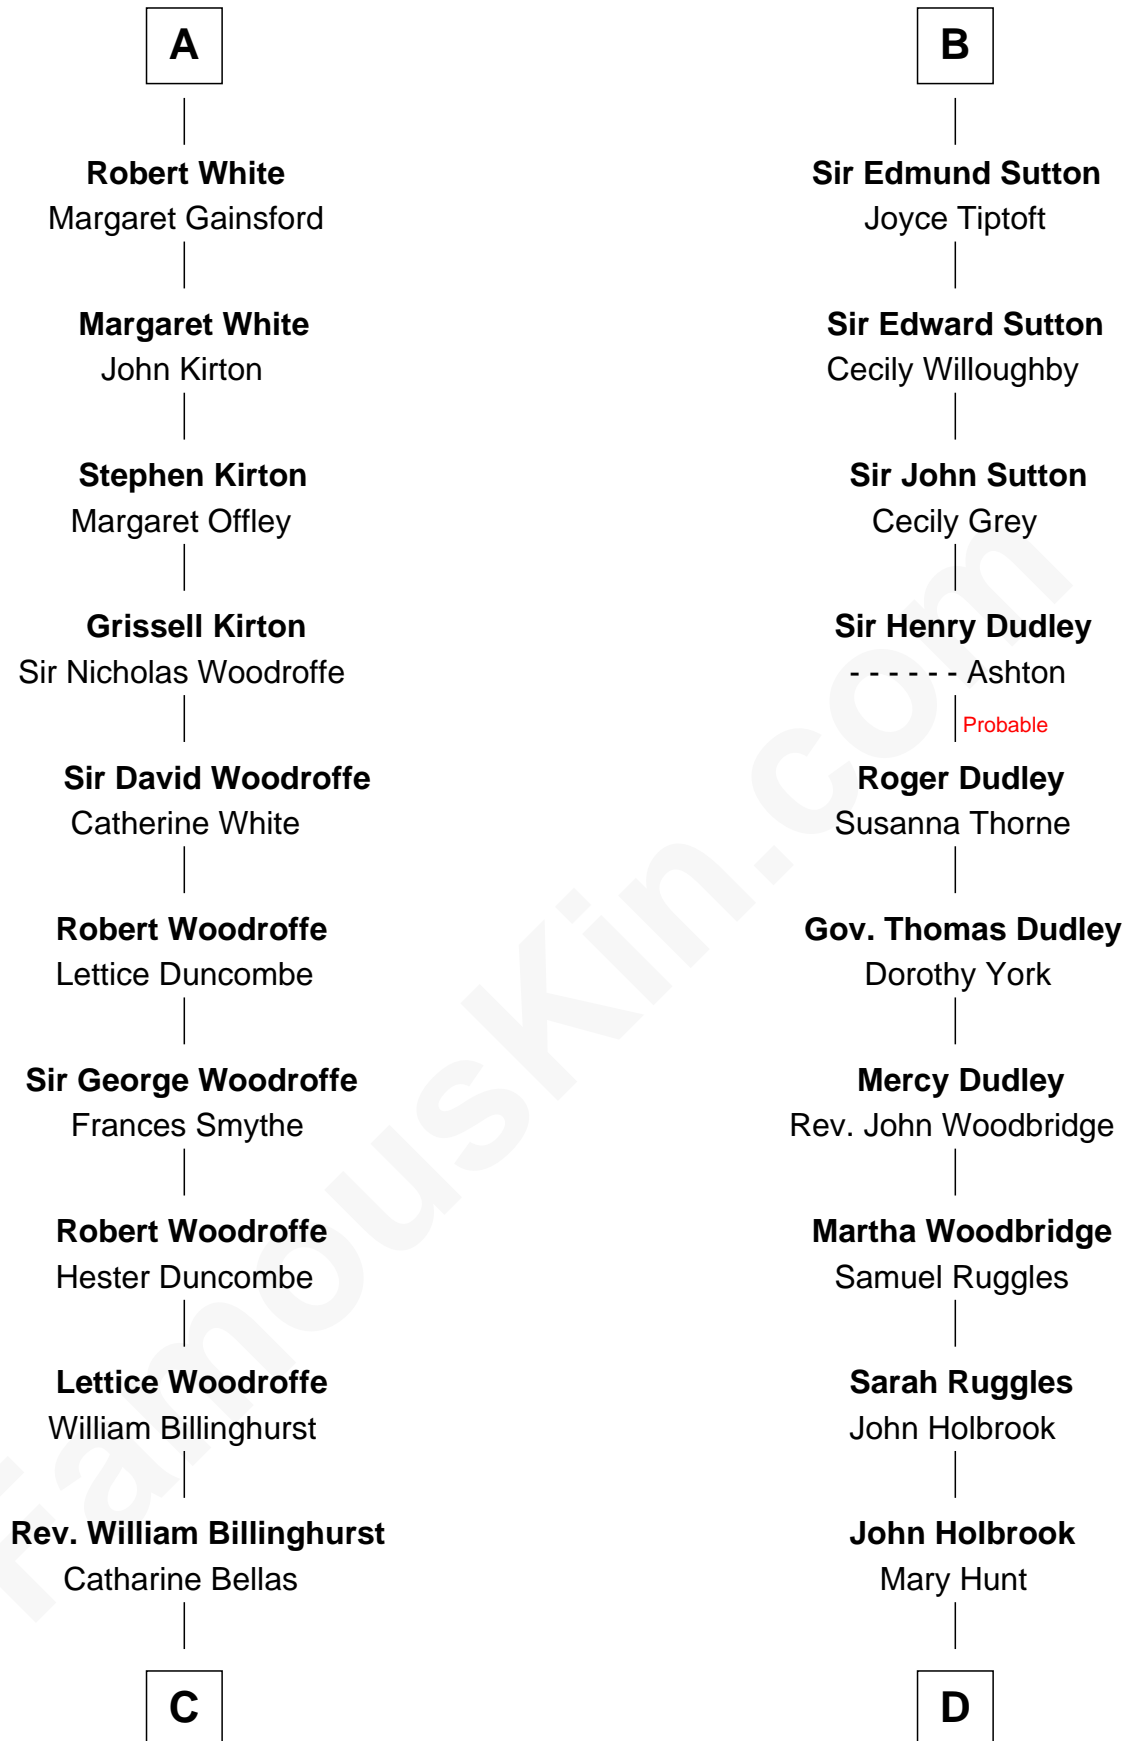 A
Robert White
Margaret Gainsford
Margaret White
John Kirton
Stephen Kirton
Margaret Offley
Grissell Kirton
Sir Nicholas Woodroffe
Sir David Woodroffe
Catherine White
Robert Woodroffe
Lettice Duncombe
Sir George Woodroffe
Frances Smythe
Robert Woodroffe
Hester Duncombe
Lettice Woodroffe
William Billinghurst
Rev. William Billinghurst
Catharine Bellas
C
B
Sir Edmund Sutton
Joyce Tiptoft
Sir Edward Sutton
Cecily Willoughby
Sir John Sutton
Cecily Grey
Sir Henry Dudley
- - - - - - Ashton
Probable
Roger Dudley
Susanna Thorne
Gov. Thomas Dudley
Dorothy York
Mercy Dudley
Rev. John Woodbridge
Martha Woodbridge
Samuel Ruggles
Sarah Ruggles
John Holbrook
John Holbrook
Mary Hunt
D
FamousKin.com